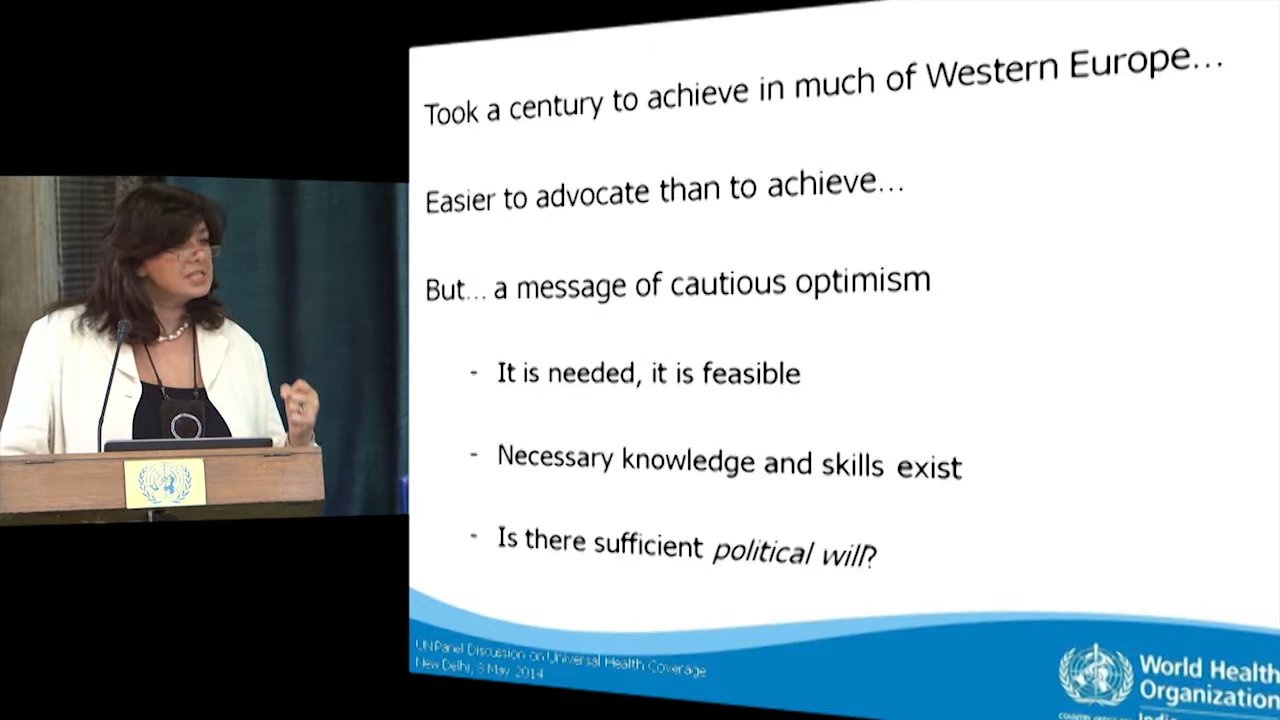 Took a century to achieve in much of Western Europe...
Easier to advocate than to achieve...
But... a message of cautious optimism
- It is needed, it is feasible
- Necessary knowledge and skills exist
- Is there sufficient political will?
UN Panel Discussion on Universal Health Coverage
New Delhi, 3 May, 2014
World Health
Organization